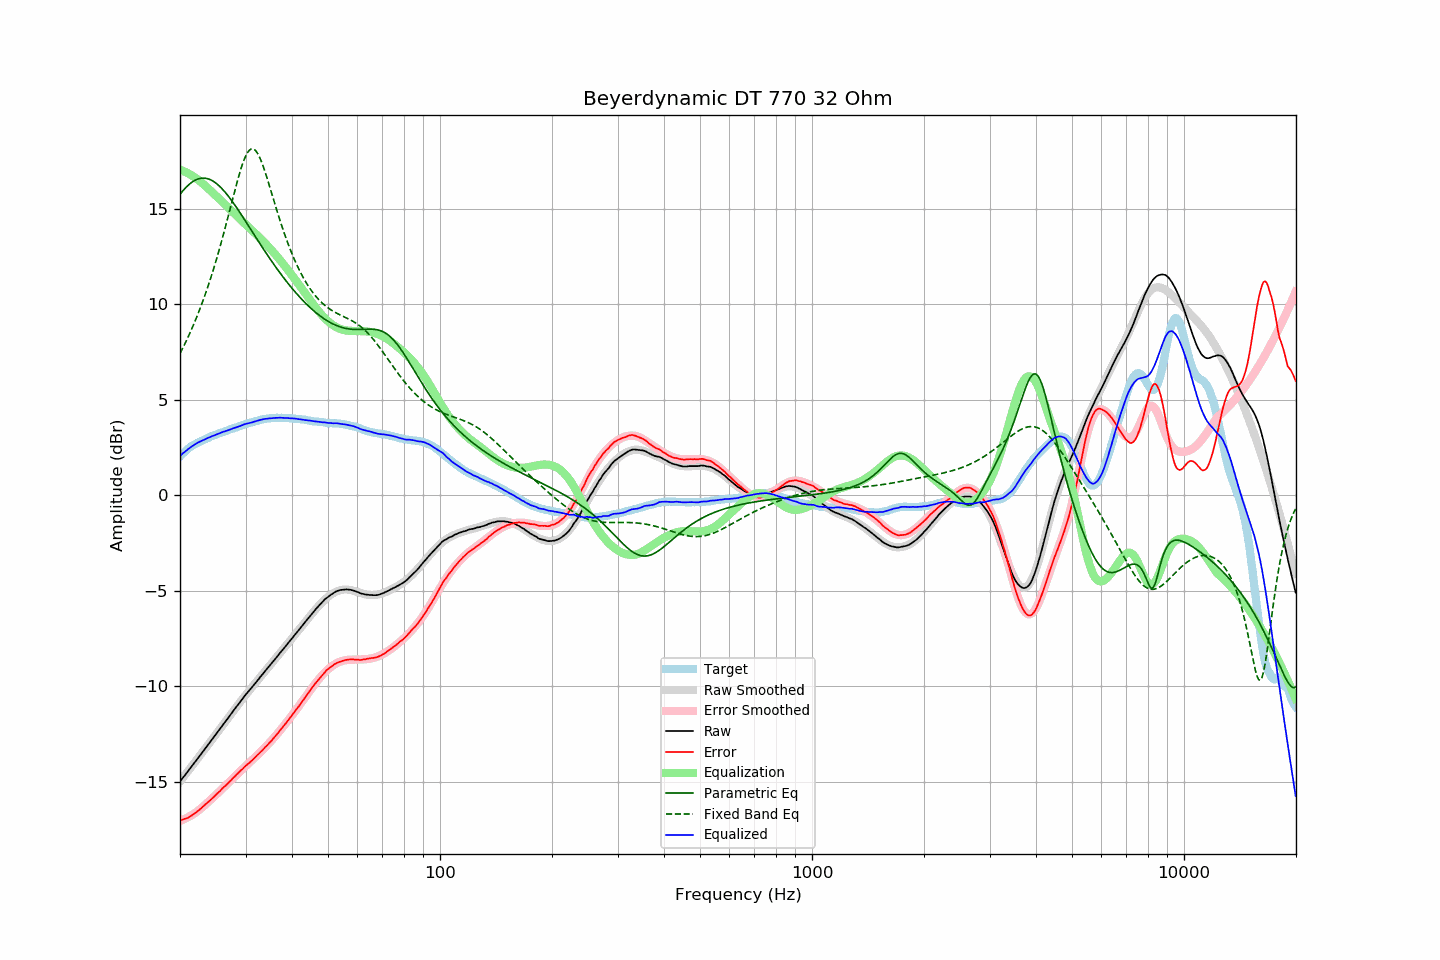 Beyerdynamic DT 770 32 Ohm
15
10
5
0
−5
−10
−15
Amplitude (dBr)
Target
Raw Smoothed
Error Smoothed
Raw
Error
Equalization
Parametric Eq
Fixed Band Eq
Equalized
100
1000
10000
Frequency (Hz)